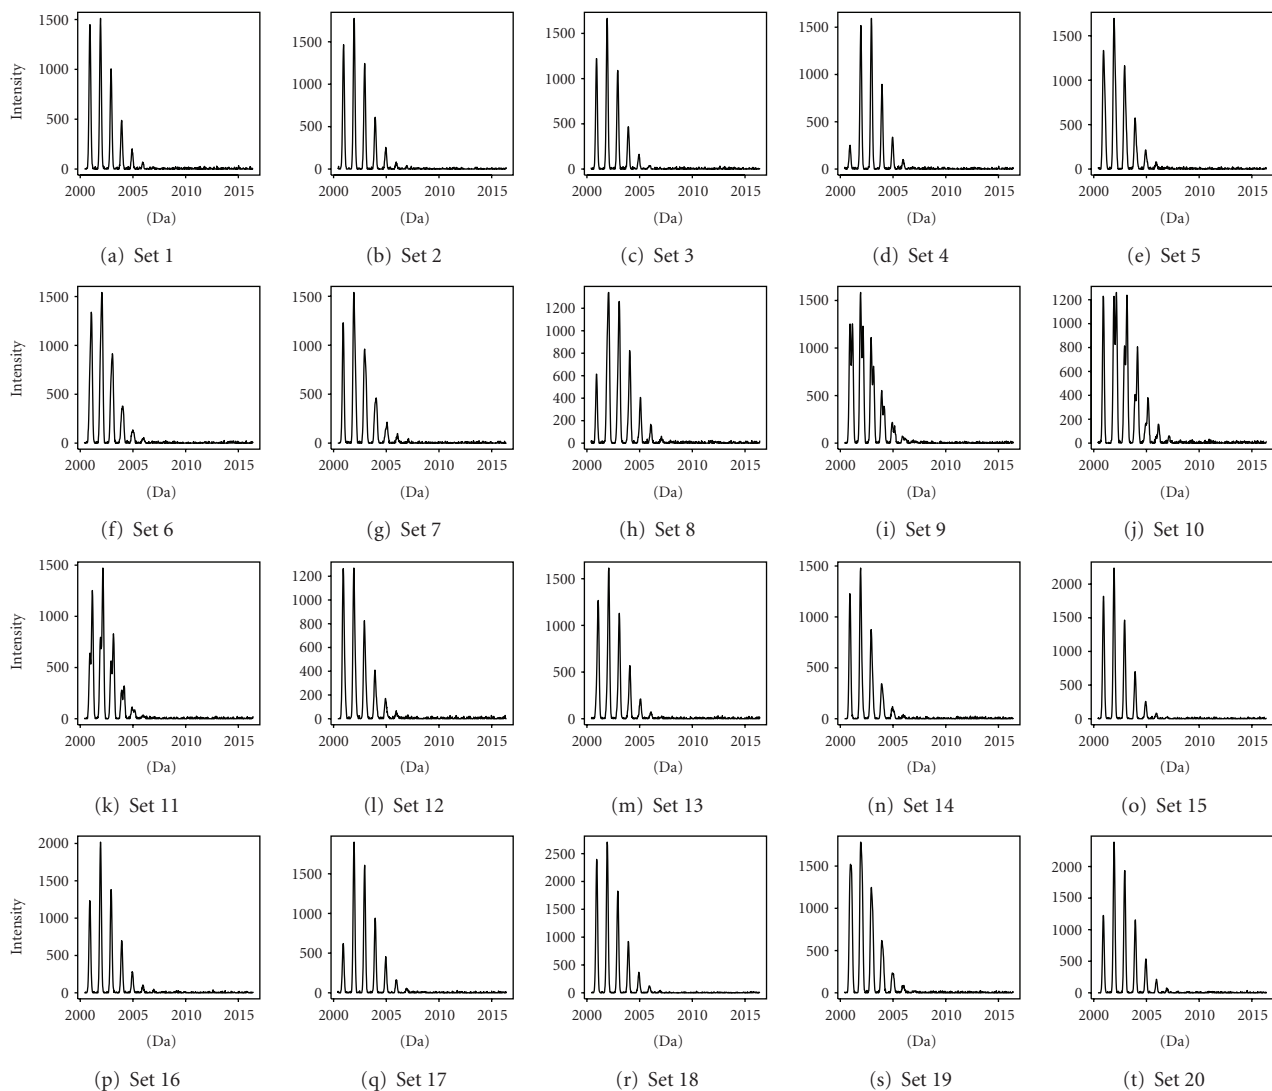 1500
1000
500
0
Intensity
2000 2005 2010 2015
(Da)
(a) Set 1
1500
1000
500
0
2000 2005 2010 2015
(Da)
(b) Set 2
1500
1000
500
0
2000 2005 2010 2015
(Da)
(c) Set 3
1500
1000
500
0
2000 2005 2010 2015
(Da)
(d) Set 4
1500
1000
500
0
2000 2005 2010 2015
(Da)
(e) Set 5
1500
1000
500
0
Intensity
2000 2005 2010 2015
(Da)
(f) Set 6
1500
1000
500
0
2000 2005 2010 2015
(Da)
(g) Set 7
1200
1000
800
600
400
200
0
2000 2005 2010 2015
(Da)
(h) Set 8
1500
1000
500
0
2000 2005 2010 2015
(Da)
(i) Set 9
1200
1000
800
600
400
200
0
2000 2005 2010 2015
(Da)
(j) Set 10
1500
1000
500
0
Intensity
2000 2005 2010 2015
(Da)
(k) Set 11
1200
1000
800
600
400
200
0
2000 2005 2010 2015
(Da)
(l) Set 12
1500
1000
500
0
2000 2005 2010 2015
(Da)
(m) Set 13
1500
1000
500
0
2000 2005 2010 2015
(Da)
(n) Set 14
2000
1500
1000
500
0
2000 2005 2010 2015
(Da)
(o) Set 15
2000
1500
1000
500
0
Intensity
2000 2005 2010 2015
(Da)
(p) Set 16
1500
1000
500
0
2000 2005 2010 2015
(Da)
(q) Set 17
2500
2000
1500
1000
500
0
2000 2005 2010 2015
(Da)
(r) Set 18
1500
1000
500
0
2000 2005 2010 2015
(Da)
(s) Set 19
2000
1500
1000
500
0
2000 2005 2010 2015
(Da)
(t) Set 20